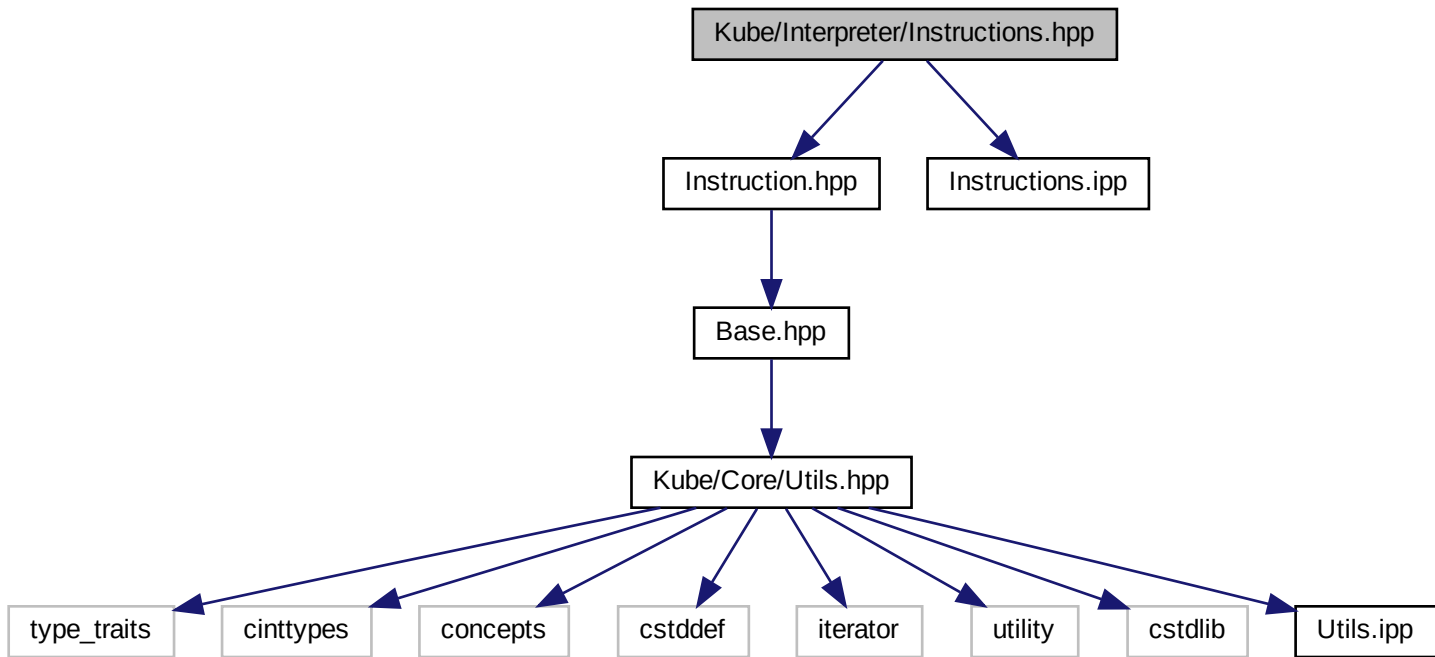 Kube/Interpreter/Instructions.hpp
Instruction.hpp
Instructions.ipp
Base.hpp
Kube/Core/Utils.hpp
type_traits
cinttypes
concepts
cstddef
iterator
utility
cstdlib
Utils.ipp